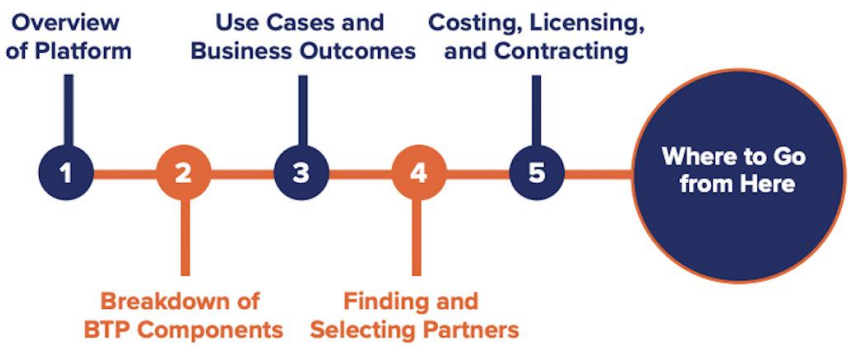 Overview
of Platform
Use Cases and
Business Outcomes
Costing, Licensing,
and Contracting
1
2
3
4
5
Where to Go
from Here
Breakdown of
BTP Components
Finding and
Selecting Partners